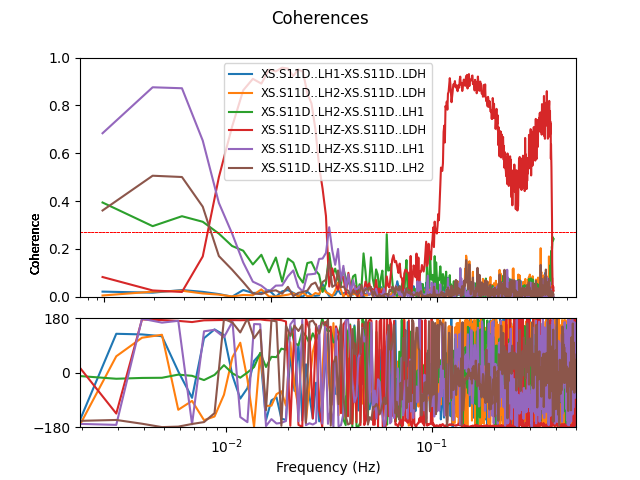 Coherences
1.0
0.8
0.6
0.4
0.2
0.0
Coherence
XS.S11D..LH1-XS.S11D..LDH
XS.S11D..LH2-XS.S11D..LDH
XS.S11D..LH2-XS.S11D..LH1
XS.S11D..LHZ-XS.S11D..LDH
XS.S11D..LHZ-XS.S11D..LH1
XS.S11D..LHZ-XS.S11D..LH2
180
0
−180
10⁻²
10⁻¹
Frequency (Hz)